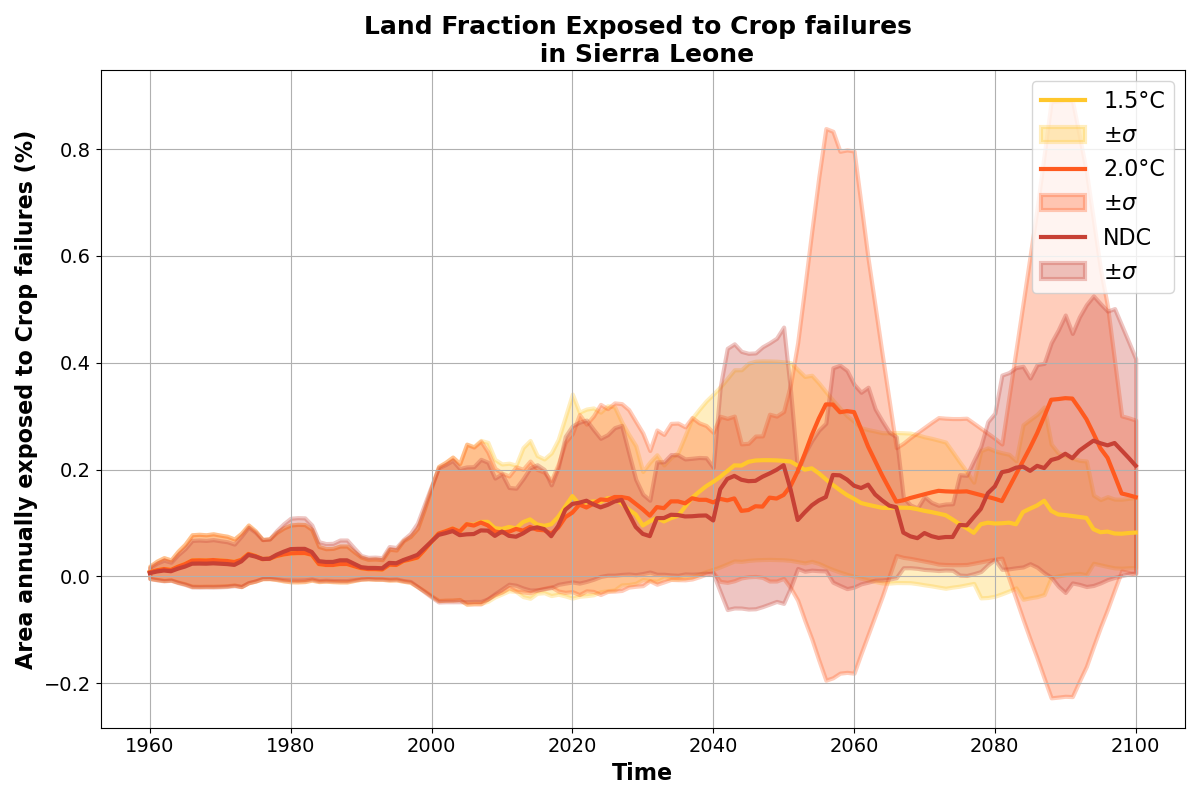 Land Fraction Exposed to Crop failures
in Sierra Leone
Area annually exposed to Crop failures (%)
0.8
0.6
0.4
0.2
0.0
−0.2
1.5°C
±σ
2.0°C
±σ
NDC
±σ
1960 1980 2000 2020 2040 2060 2080 2100
Time